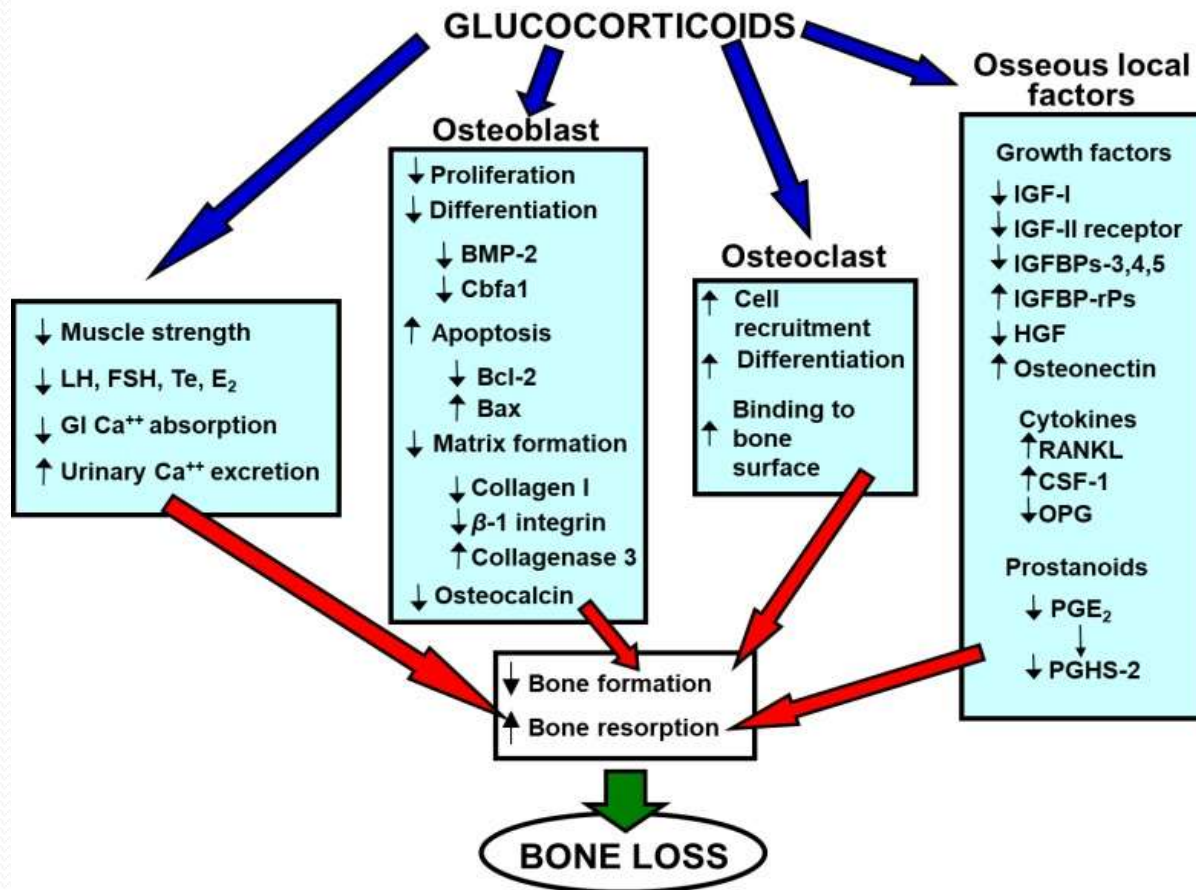 GLUCOCORTICOIDS
↓ Muscle strength
↓ LH, FSH, Te, E₂
↓ GI Ca⁺⁺ absorption
↑ Urinary Ca⁺⁺ excretion
Osteoblast
↓ Proliferation
↓ Differentiation
↓ BMP-2
↓ Cbfa1
↑ Apoptosis
↓ Bcl-2
↑ Bax
↓ Matrix formation
↓ Collagen I
↓ β-1 integrin
↑ Collagenase 3
↓ Osteocalcin
Osteoclast
↑ Cell
recruitment
↑ Differentiation
↑ Binding to
bone
surface
Osseous local
factors
Growth factors
↓ IGF-I
↓ IGF-II receptor
↓ IGFBPs-3,4,5
↑ IGFBP-rPs
↓ HGF
↑ Osteonectin
Cytokines
↑ RANKL
↑ CSF-1
↓ OPG
Prostanoids
↓ PGE₂
↓
↓ PGHS-2
↓ Bone formation
↑ Bone resorption
BONE LOSS